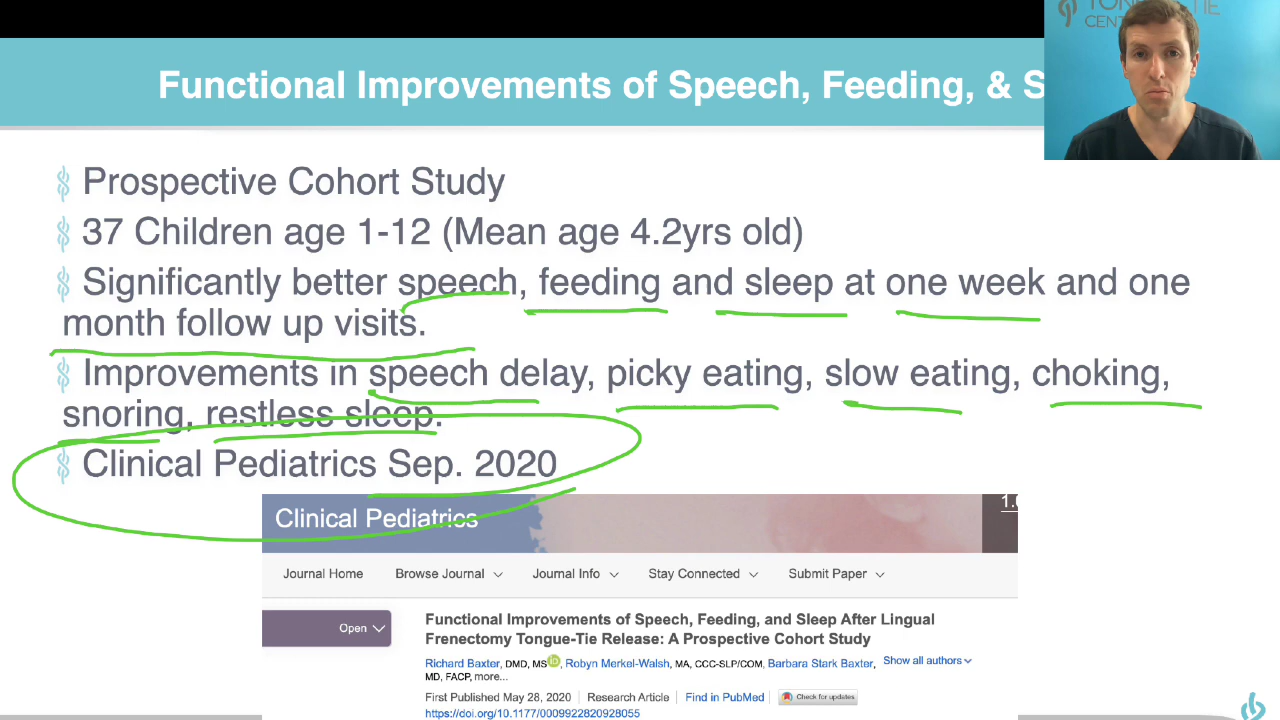 TONGUE TIE
CENTER
Functional Improvements of Speech, Feeding, & S
Prospective Cohort Study
37 Children age 1-12 (Mean age 4.2yrs old)
Significantly better speech, feeding and sleep at one week and one
month follow up visits.
Improvements in speech delay, picky eating, slow eating, choking,
snoring, restless sleep.
Clinical Pediatrics Sep. 2020
Clinical Pediatrics
Journal Home Browse Journal Journal Info Stay Connected Submit Paper
Open
Functional Improvements of Speech, Feeding, and Sleep After Lingual
Frenectomy Tongue-Tie Release: A Prospective Cohort Study
Richard Baxter, DMD, MS iD, Robyn Merkel-Walsh, MA, CCC-SLP/COM, Barbara Stark Baxter, Show all authors
MD, FACP, more...
First Published May 28, 2020 Research Article Find in PubMed Check for updates
https://doi.org/10.1177/0009922820928055